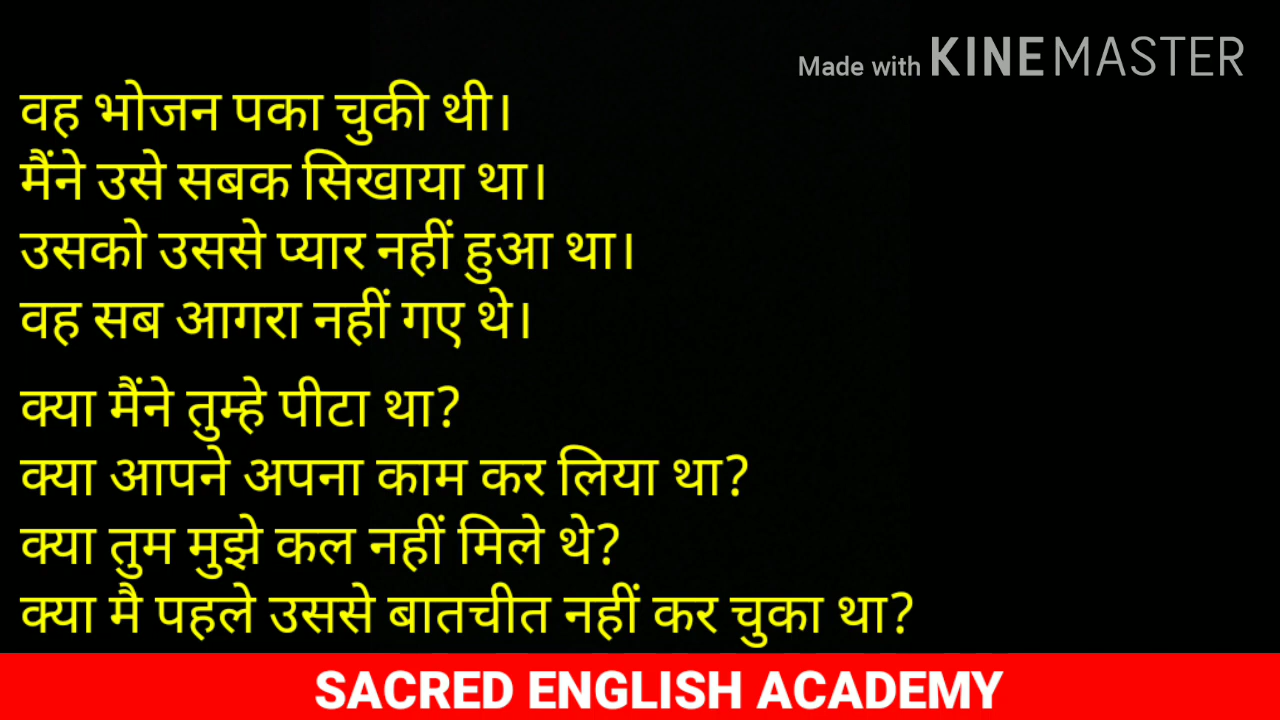 Made with KINEMASTER
वह भोजन पका चुकी थी।
मैंने उसे सबक सिखाया था।
उसको उससे प्यार नहीं हुआ था।
वह सब आगरा नहीं गए थे।
क्या मैंने तुम्हे पीटा था?
क्या आपने अपना काम कर लिया था?
क्या तुम मुझे कल नहीं मिले थे?
क्या मै पहले उससे बातचीत नहीं कर चुका था?
SACRED ENGLISH ACADEMY